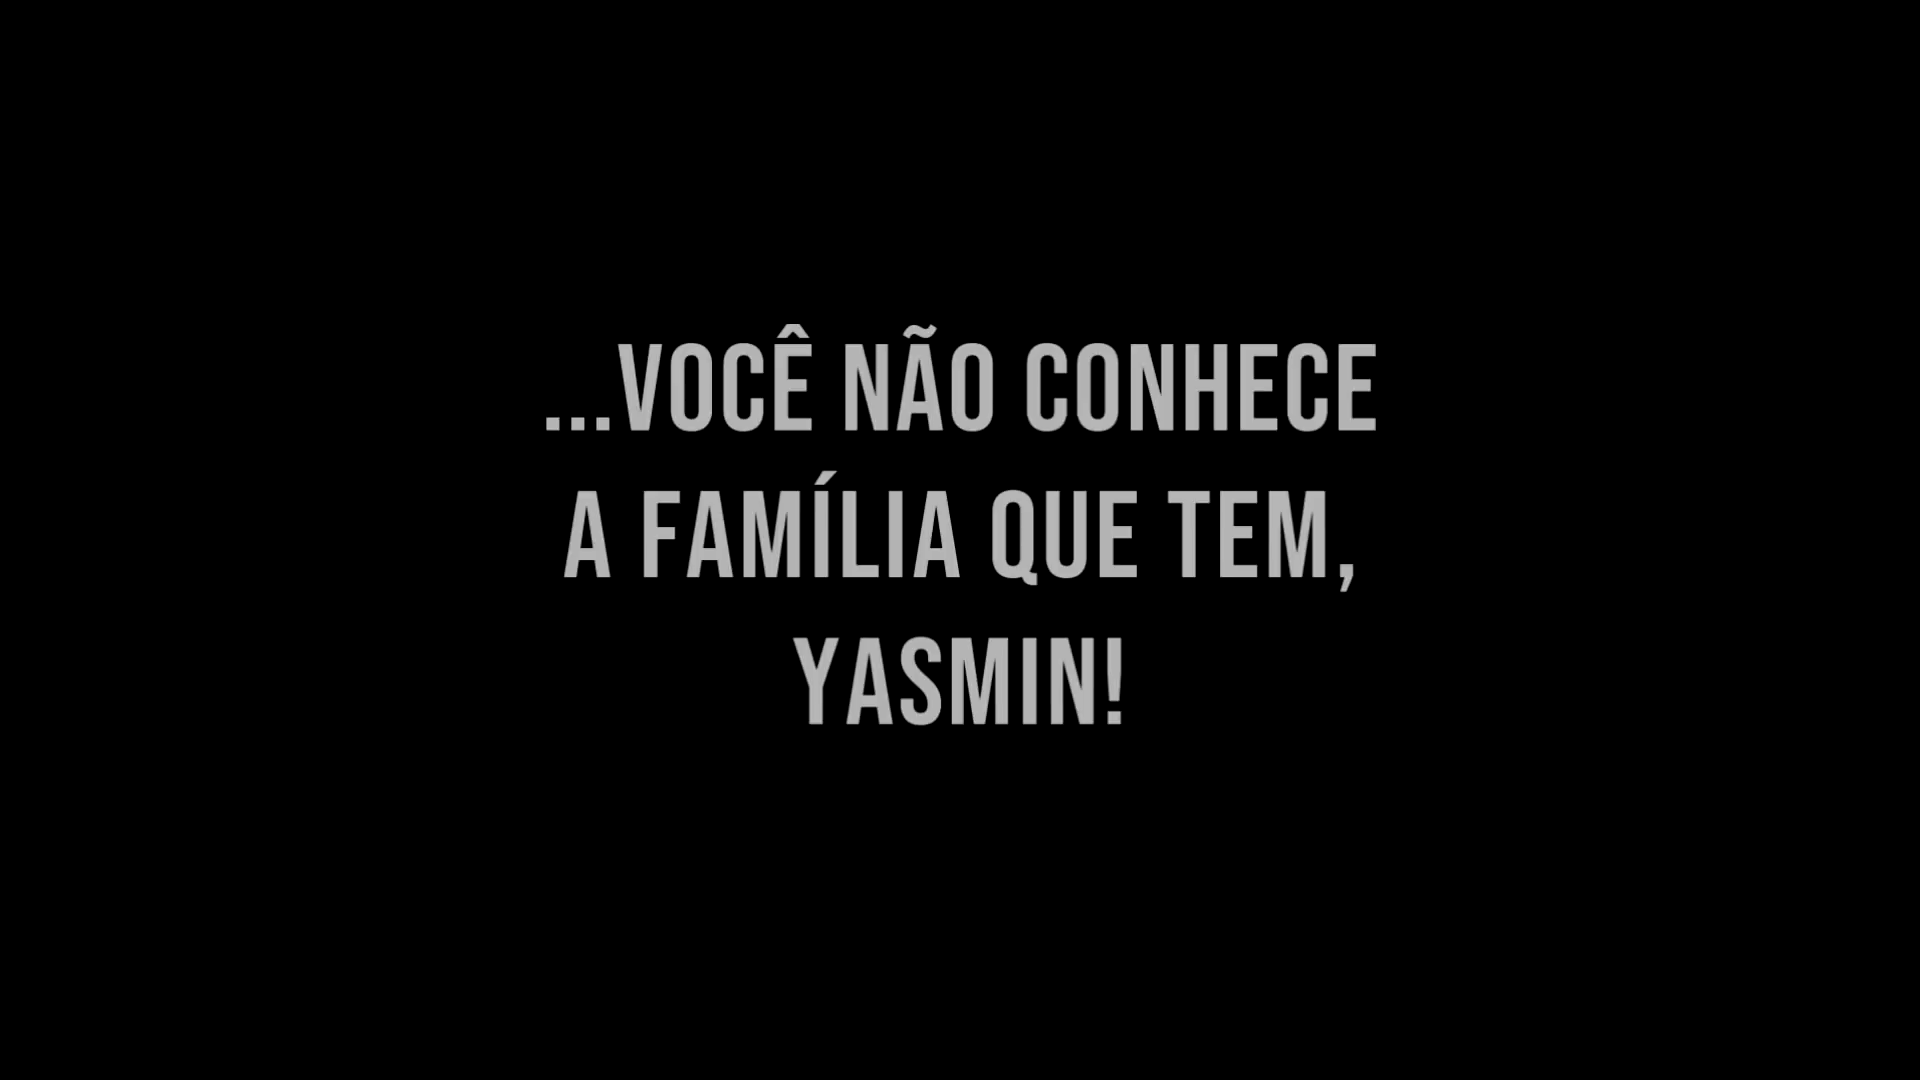 ...VOCÊ NÃO CONHECE
A FAMÍLIA QUE TEM,
YASMIN!